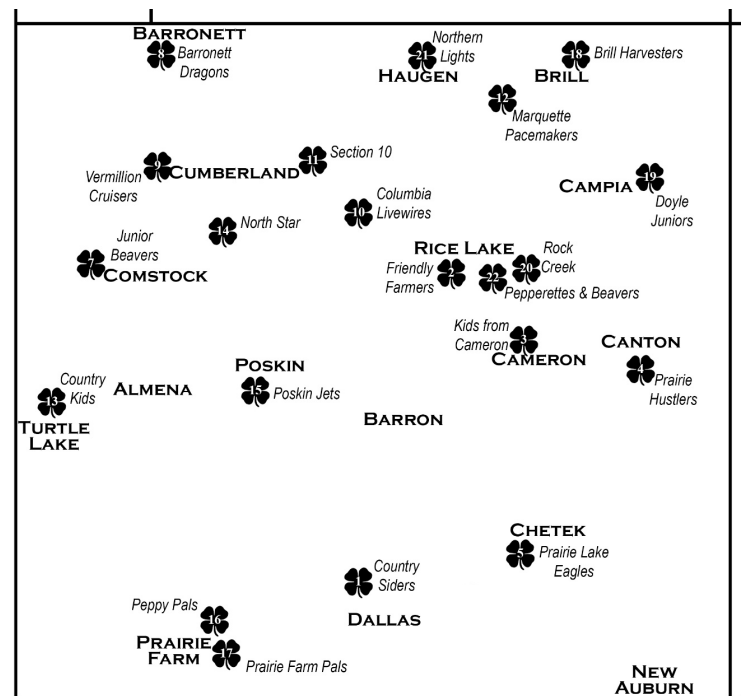 BARRONETT
8
Barronett
Dragons
Northern
Lights
21
HAUGEN
18
Brill Harvesters
BRILL
12
Marquette
Pacemakers
9
Vermillion
Cruisers
CUMBERLAND
11
Section 10
19
CAMPIA
Doyle
Juniors
10
Columbia
Livewires
14
North Star
Junior
Beavers
7
COMSTOCK
RICE LAKE
Friendly
Farmers
2
22
20
Rock
Creek
Pepperettes & Beavers
Kids from
Cameron
3
CAMERON
CANTON
4
Prairie
Hustlers
POSKIN
15
Poskin Jets
Country
Kids
13
ALMENA
TURTLE
LAKE
BARRON
CHETEK
5
Prairie Lake
Eagles
1
Country
Siders
DALLAS
Peppy Pals
16
PRAIRIE
FARM
17
Prairie Farm Pals
NEW
AUBURN